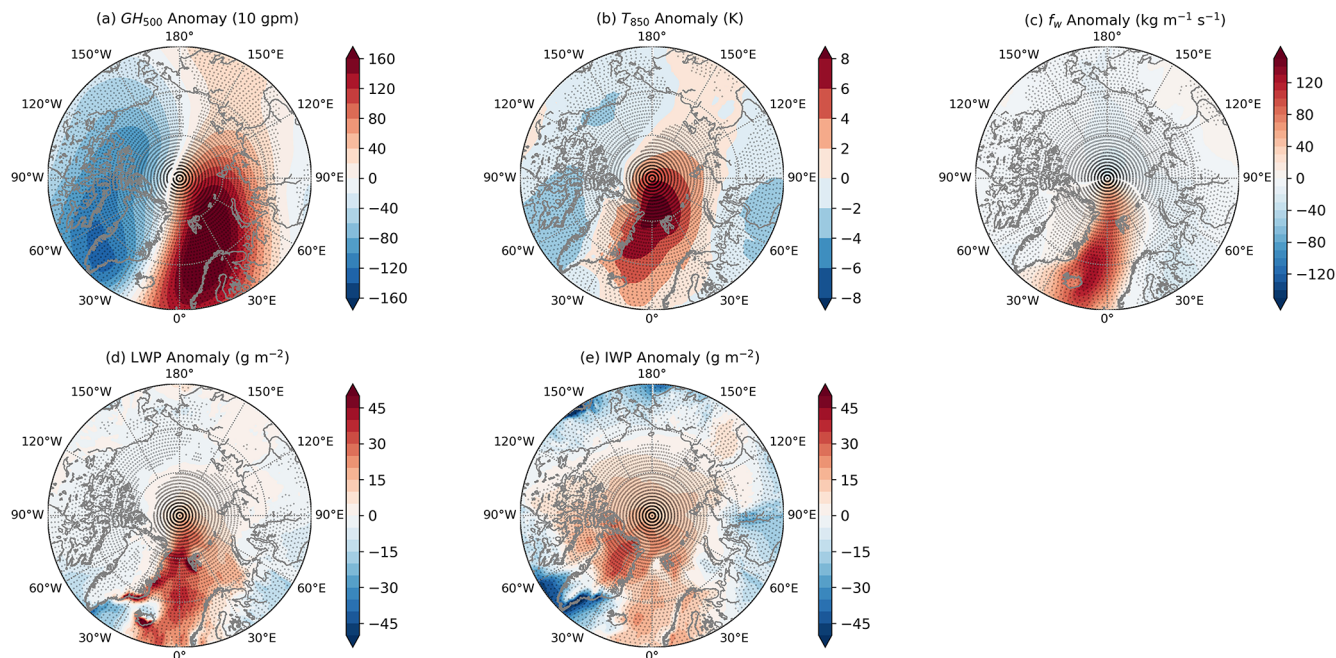 (a) GH₅₀₀ Anomay (10 gpm)
180°
150°W
150°E
120°W
120°E
90°W
90°E
60°W
60°E
30°W
30°E
0°
160
120
80
40
0
−40
−80
−120
−160
(b) T₈₅₀ Anomaly (K)
180°
150°W
150°E
120°W
120°E
90°W
90°E
60°W
60°E
30°W
30°E
0°
8
6
4
2
0
−2
−4
−6
−8
(c) f_w Anomaly (kg m⁻¹ s⁻¹)
180°
150°W
150°E
120°W
120°E
90°W
90°E
60°W
60°E
30°W
30°E
0°
120
80
40
0
−40
−80
−120
(d) LWP Anomaly (g m⁻²)
180°
150°W
150°E
120°W
120°E
90°W
90°E
60°W
60°E
30°W
30°E
0°
45
30
15
0
−15
−30
−45
(e) IWP Anomaly (g m⁻²)
180°
150°W
150°E
120°W
120°E
90°W
90°E
60°W
60°E
30°W
30°E
0°
45
30
15
0
−15
−30
−45